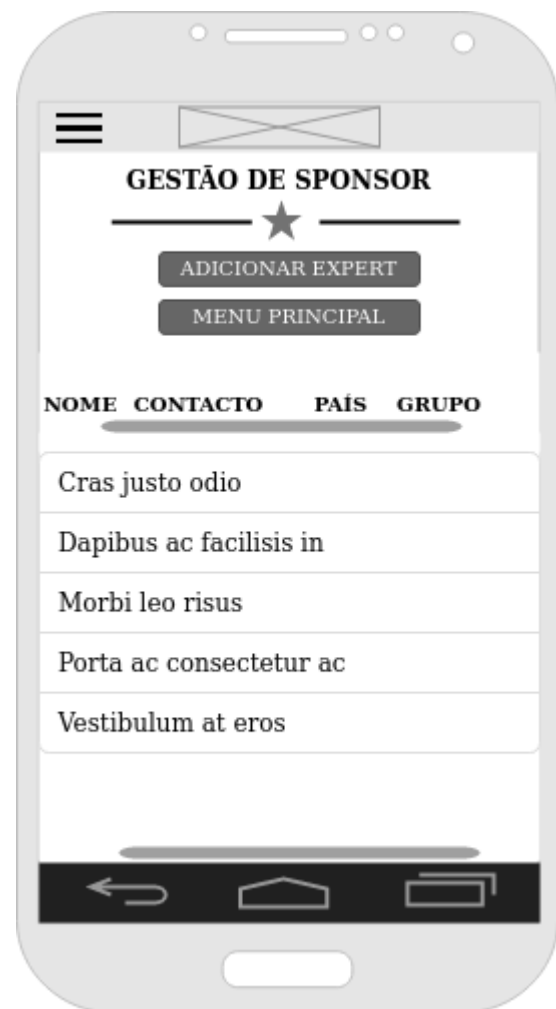 GESTÃO DE SPONSOR
ADICIONAR EXPERT
MENU PRINCIPAL
NOME CONTACTO PAÍS GRUPO
Cras justo odio
Dapibus ac facilisis in
Morbi leo risus
Porta ac consectetur ac
Vestibulum at eros